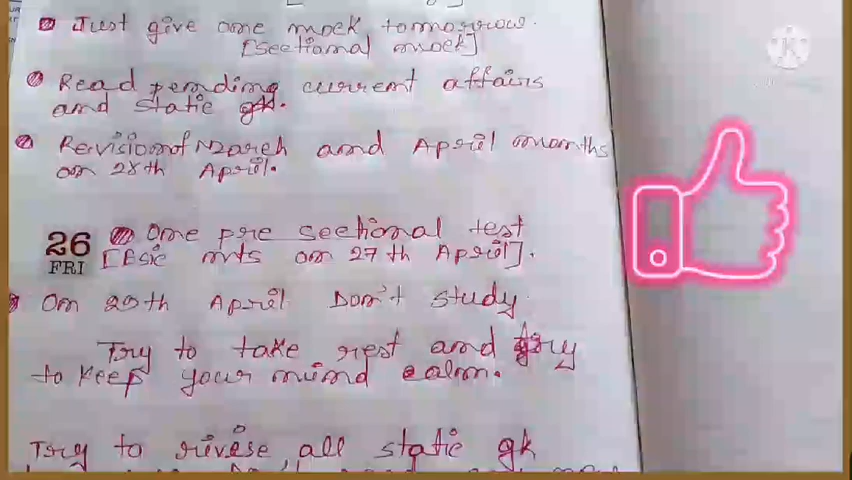 Just give one mock tomorrow.
[Sectional mock]
Read pending current affairs
and static gk.
Revision of March and April months
on 28th April.
26 One pre sectional test
FRI [Esic mts on 27th April].
On 29th April Don't study
Try to take rest and try
to keep your mind calm.
Try to revise all static gk
K